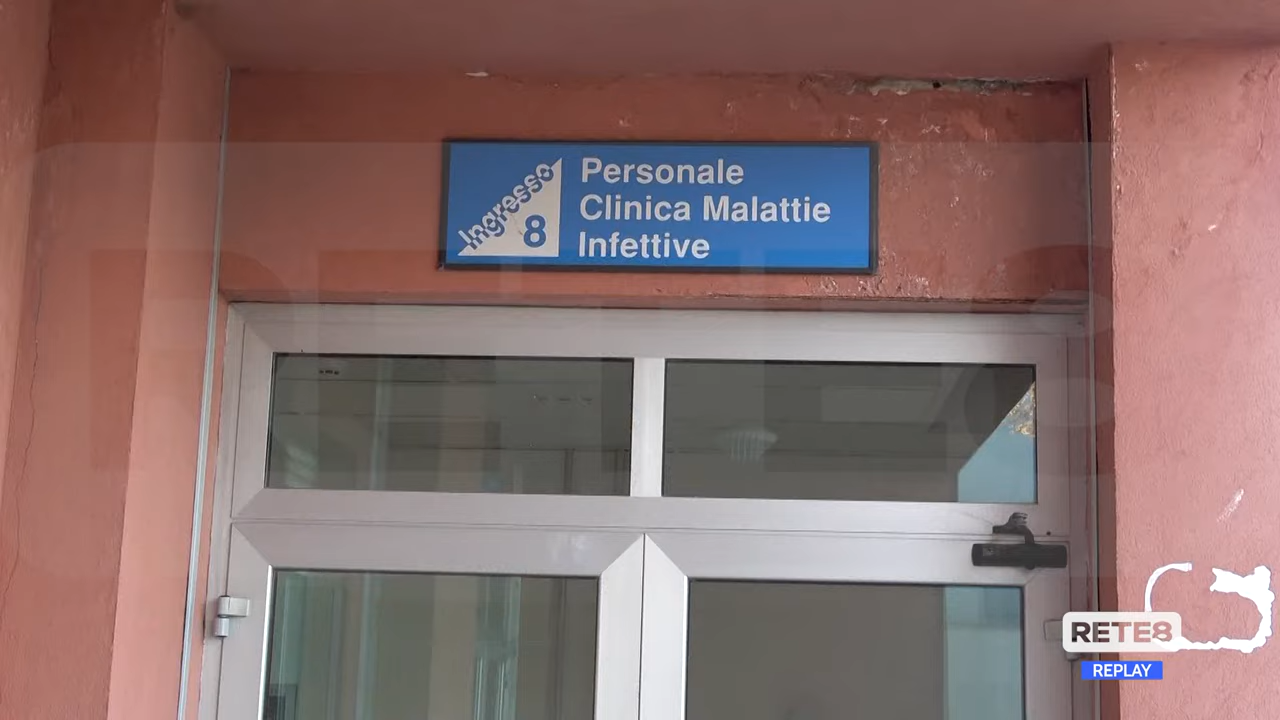 Ingresso
8
Personale
Clinica Malattie
Infettive
RETE8
REPLAY